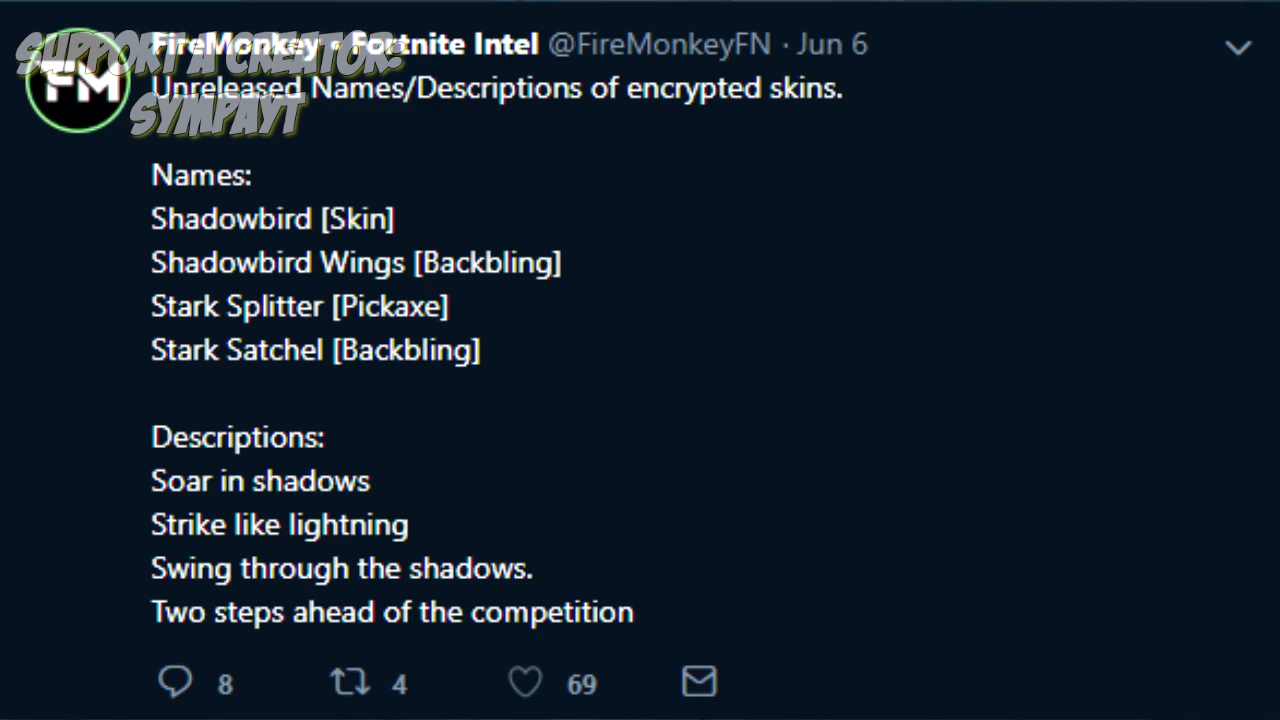 SUPPORT A CREATOR:
SYMPAYT
FM
FireMonkey - Fortnite Intel @FireMonkeyFN · Jun 6
Unreleased Names/Descriptions of encrypted skins.
Names:
Shadowbird [Skin]
Shadowbird Wings [Backbling]
Stark Splitter [Pickaxe]
Stark Satchel [Backbling]
Descriptions:
Soar in shadows
Strike like lightning
Swing through the shadows.
Two steps ahead of the competition
8 4 69